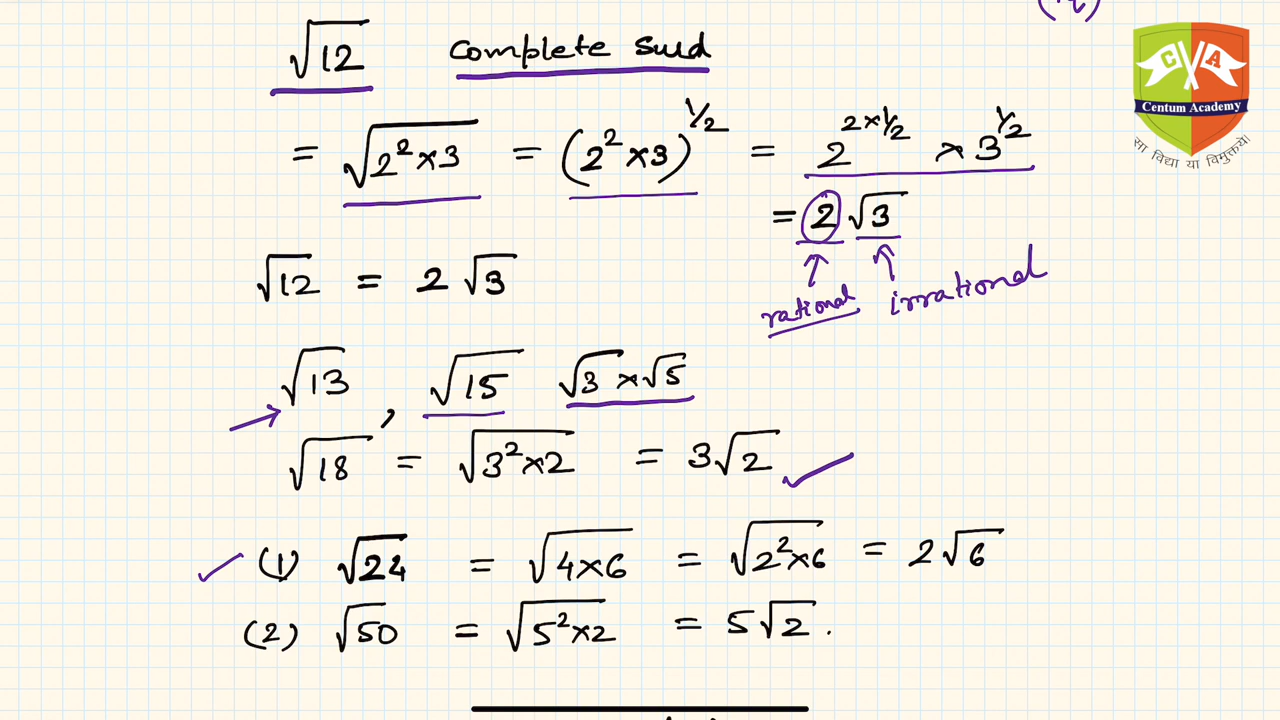 √12 Complete Surd
= √2² × 3 = (2² × 3)^1/2 = 2^2 × 1/2 × 3^1/2
= 2 √3
√12 = 2 √3
rational irrational
√13 , √15 √3 × √5
√18 = √3² × 2 = 3√2
(1) √24 = √4 × 6 = √2² × 6 = 2√6
(2) √50 = √5² × 2 = 5√2 .
C A
Centum Academy
सा विद्या या विमुक्तये।